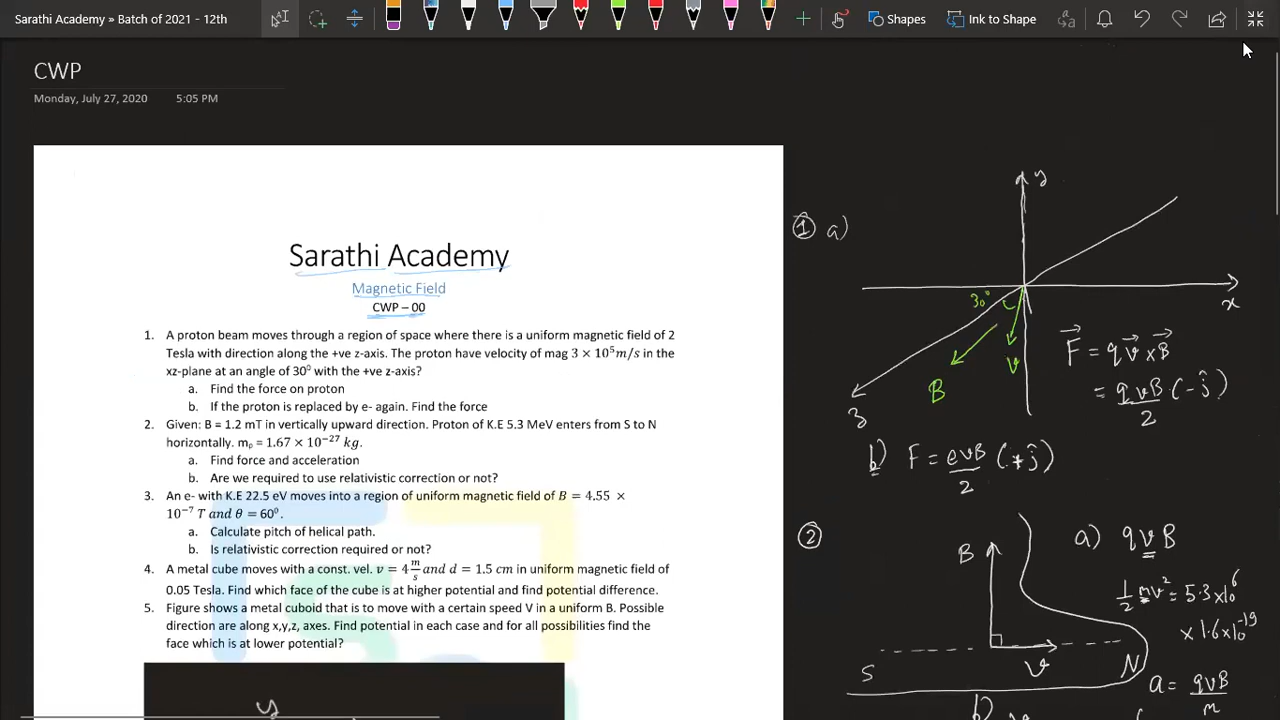 Sarathi Academy » Batch of 2021 - 12th
Shapes
Ink to Shape
CWP
Monday, July 27, 2020 5:05 PM
Sarathi Academy
Magnetic Field
CWP – 00
1. A proton beam moves through a region of space where there is a uniform magnetic field of 2
Tesla with direction along the +ve z-axis. The proton have velocity of mag 3 × 10⁵m/s in the
xz-plane at an angle of 30⁰ with the +ve z-axis?
a. Find the force on proton
b. If the proton is replaced by e- again. Find the force
2. Given: B = 1.2 mT in vertically upward direction. Proton of K.E 5.3 MeV enters from S to N
horizontally. mₚ = 1.67 × 10⁻²⁷ kg.
a. Find force and acceleration
b. Are we required to use relativistic correction or not?
3. An e- with K.E 22.5 eV moves into a region of uniform magnetic field of B = 4.55 ×
10⁻⁷ T and θ = 60⁰.
a. Calculate pitch of helical path.
b. Is relativistic correction required or not?
4. A metal cube moves with a const. vel. v = 4 m/s and d = 1.5 cm in uniform magnetic field of
0.05 Tesla. Find which face of the cube is at higher potential and find potential difference.
5. Figure shows a metal cuboid that is to move with a certain speed V in a uniform B. Possible
direction are along x,y,z, axes. Find potential in each case and for all possibilities find the
face which is at lower potential?
y
① a)
y
x
30°
B
v
z
F⃗ = qv⃗ × B⃗
= qvB/2 · (-ĵ)
b) F = evB/2 (+ĵ)
②
B
S
v
N
a) qvB
½ mv² = 5.3×10⁶
× 1.6×10⁻¹⁹
a = qvB/m
b)